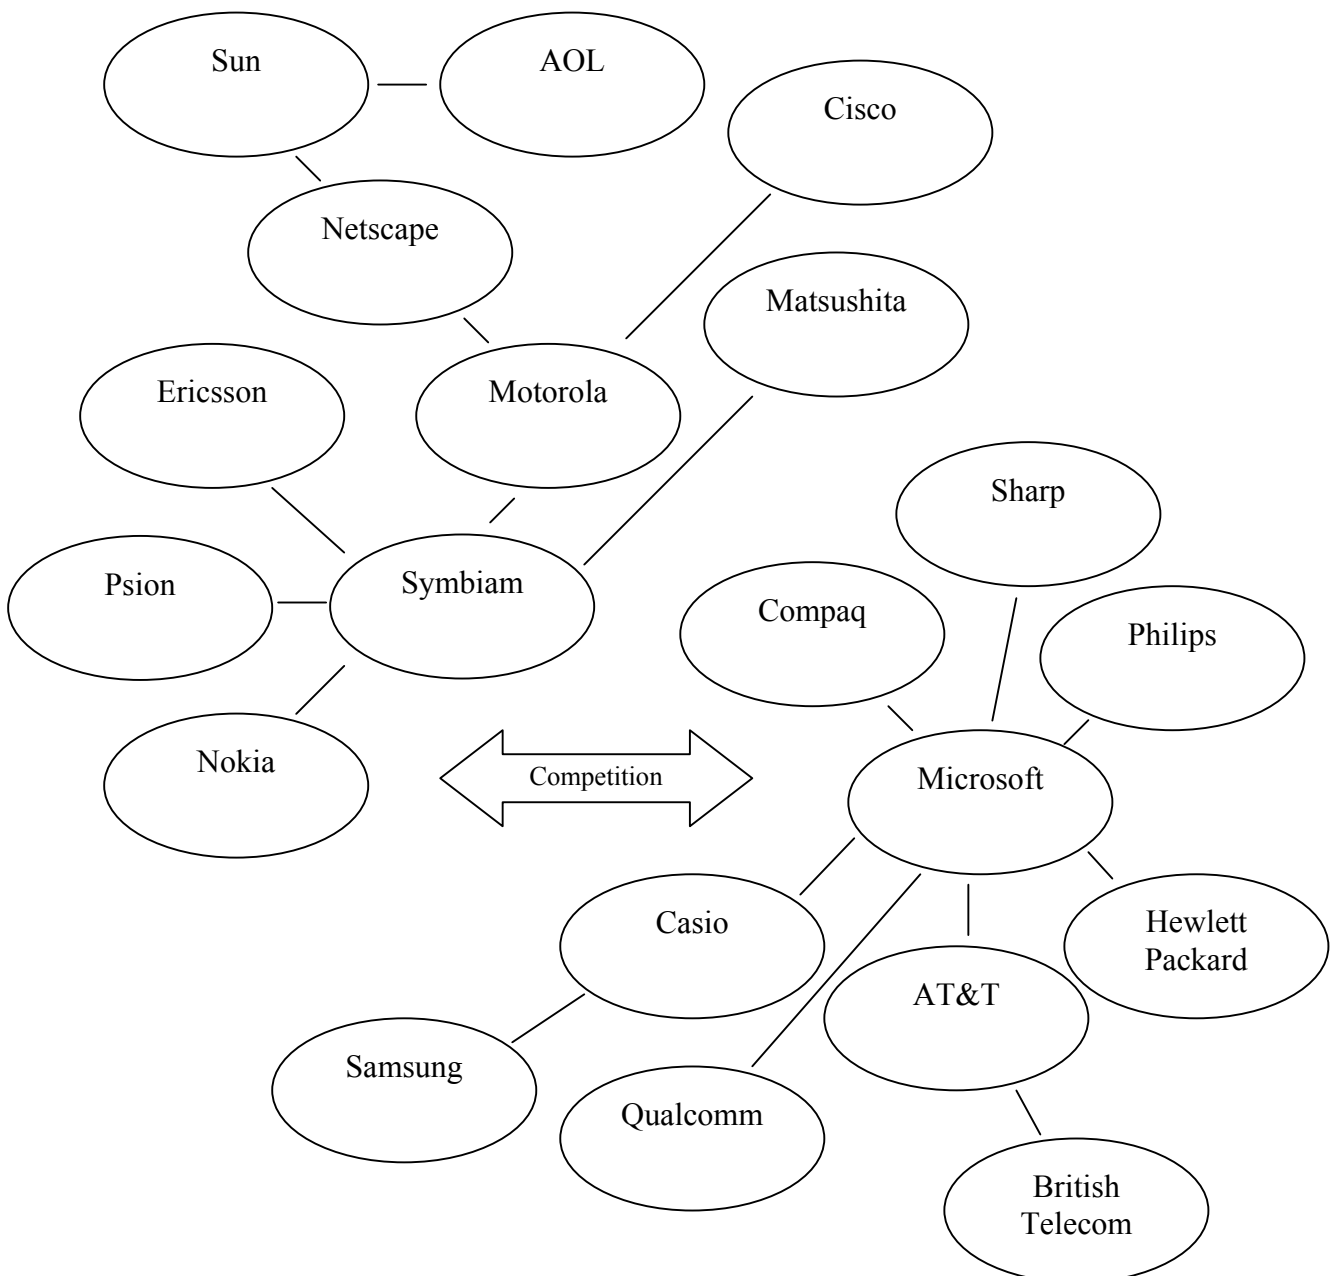 Sun
AOL
Cisco
Netscape
Matsushita
Ericsson
Motorola
Sharp
Psion
Symbiam
Compaq
Philips
Nokia
Competition
Microsoft
Casio
Hewlett
Packard
AT&T
Samsung
Qualcomm
British
Telecom